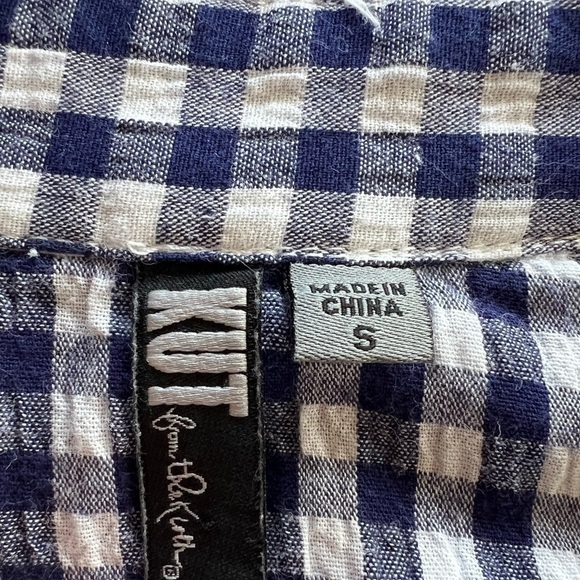 KUT
from the Kloth
MADE IN
CHINA
S